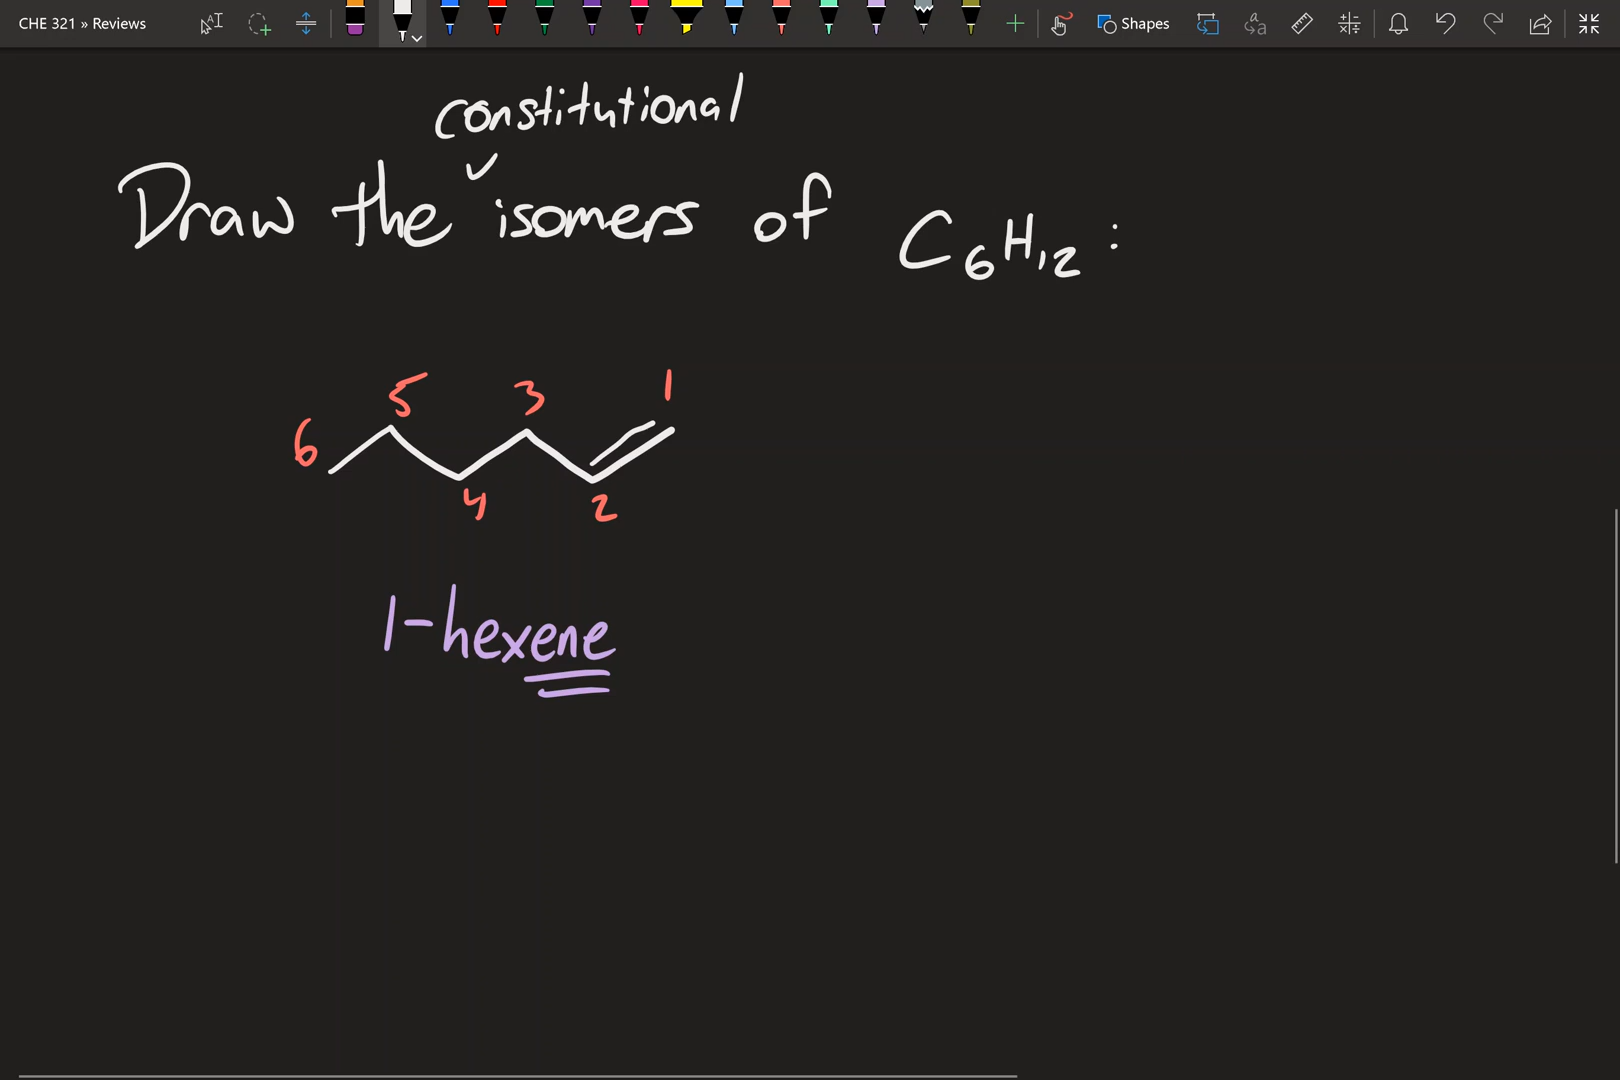 CHE 321 » Reviews
Shapes
constitutional
Draw the isomers of C₆H₁₂:
5 3 1
6
4 2
1-hexene